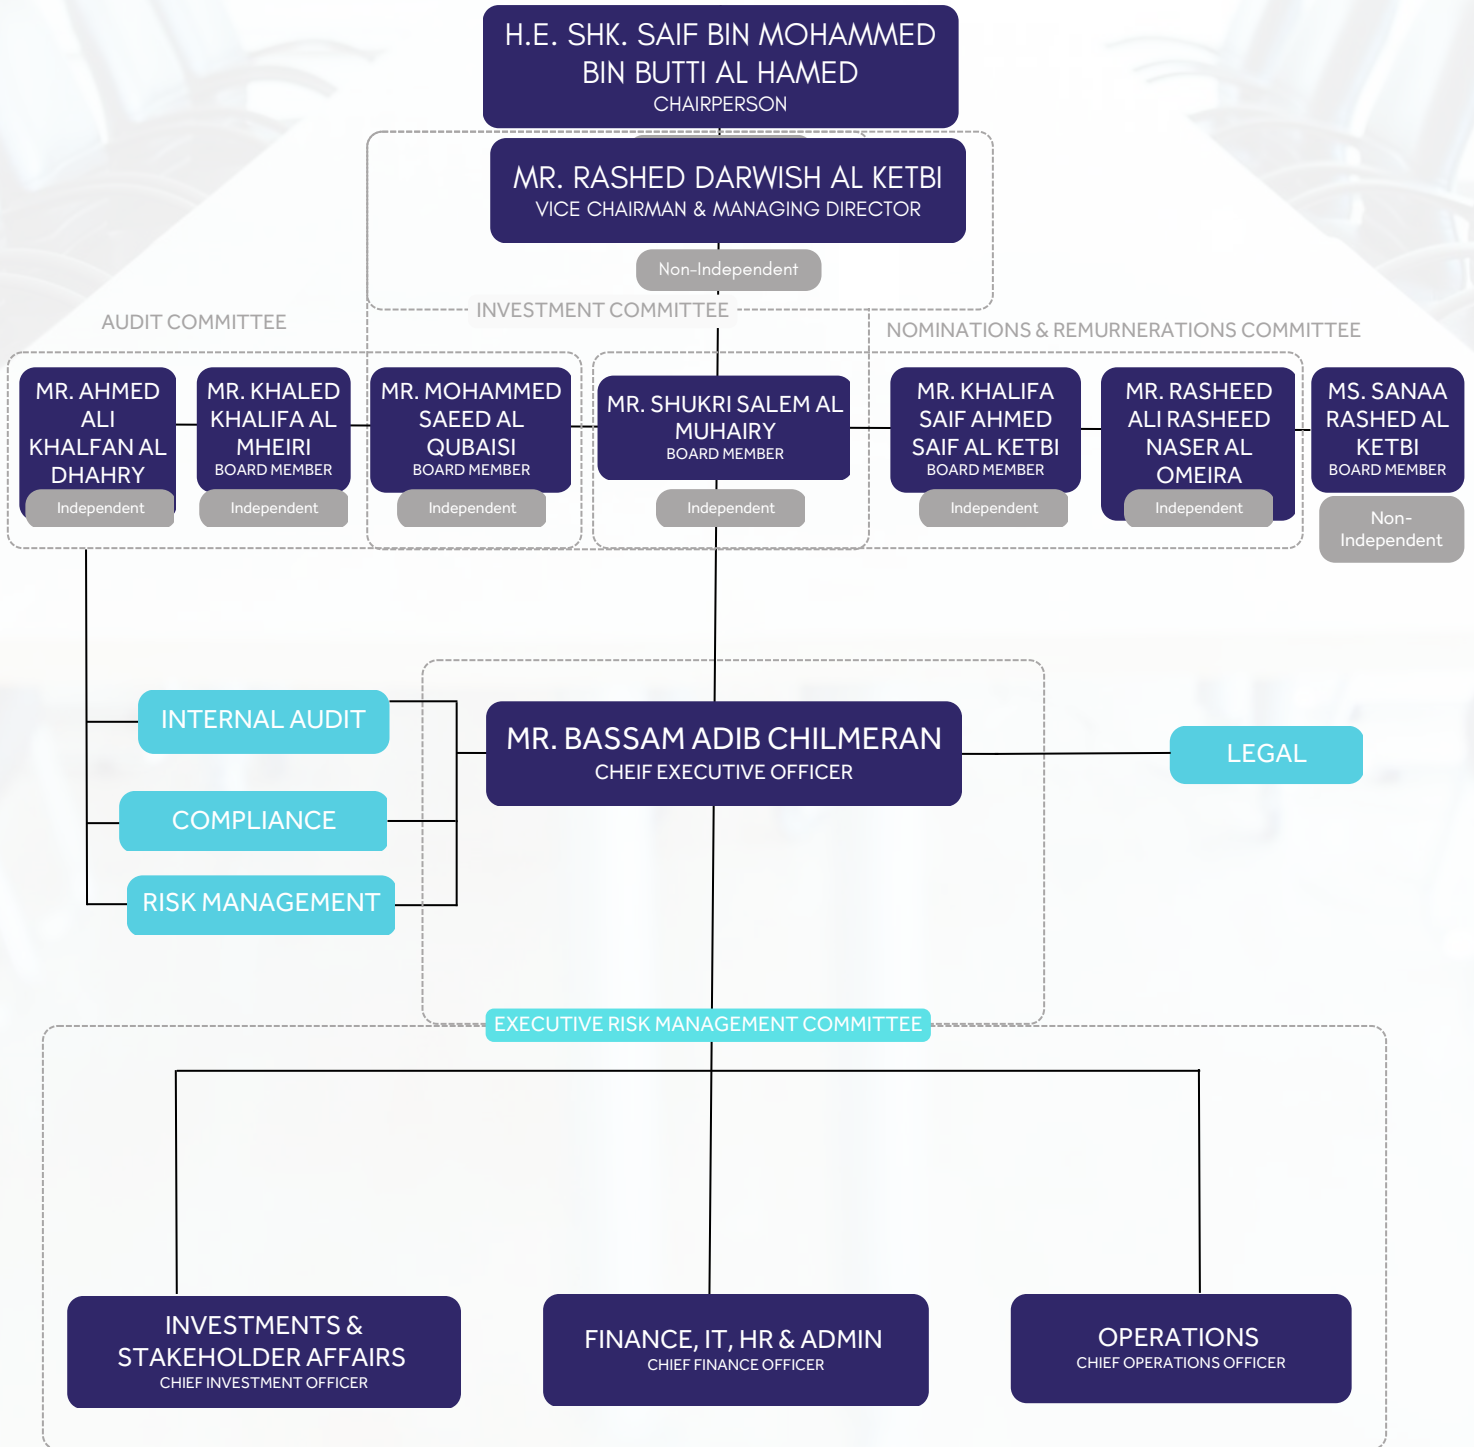 H.E. SHK. SAIF BIN MOHAMMED
BIN BUTTI AL HAMED
CHAIRPERSON
MR. RASHED DARWISH AL KETBI
VICE CHAIRMAN & MANAGING DIRECTOR
Non-Independent
INVESTMENT COMMITTEE
AUDIT COMMITTEE
NOMINATIONS & REMURNERATIONS COMMITTEE
MR. AHMED
ALI
KHALFAN AL
DHAHRY
Independent
MR. KHALED
KHALIFA AL
MHEIRI
BOARD MEMBER
Independent
MR. MOHAMMED
SAEED AL
QUBAISI
BOARD MEMBER
Independent
MR. SHUKRI SALEM AL
MUHAIRY
BOARD MEMBER
Independent
MR. KHALIFA
SAIF AHMED
SAIF AL KETBI
BOARD MEMBER
Independent
MR. RASHEED
ALI RASHEED
NASER AL
OMEIRA
Independent
MS. SANAA
RASHED AL
KETBI
BOARD MEMBER
Non-
Independent
INTERNAL AUDIT
COMPLIANCE
RISK MANAGEMENT
MR. BASSAM ADIB CHILMERAN
CHEIF EXECUTIVE OFFICER
LEGAL
EXECUTIVE RISK MANAGEMENT COMMITTEE
INVESTMENTS &
STAKEHOLDER AFFAIRS
CHIEF INVESTMENT OFFICER
FINANCE, IT, HR & ADMIN
CHIEF FINANCE OFFICER
OPERATIONS
CHIEF OPERATIONS OFFICER